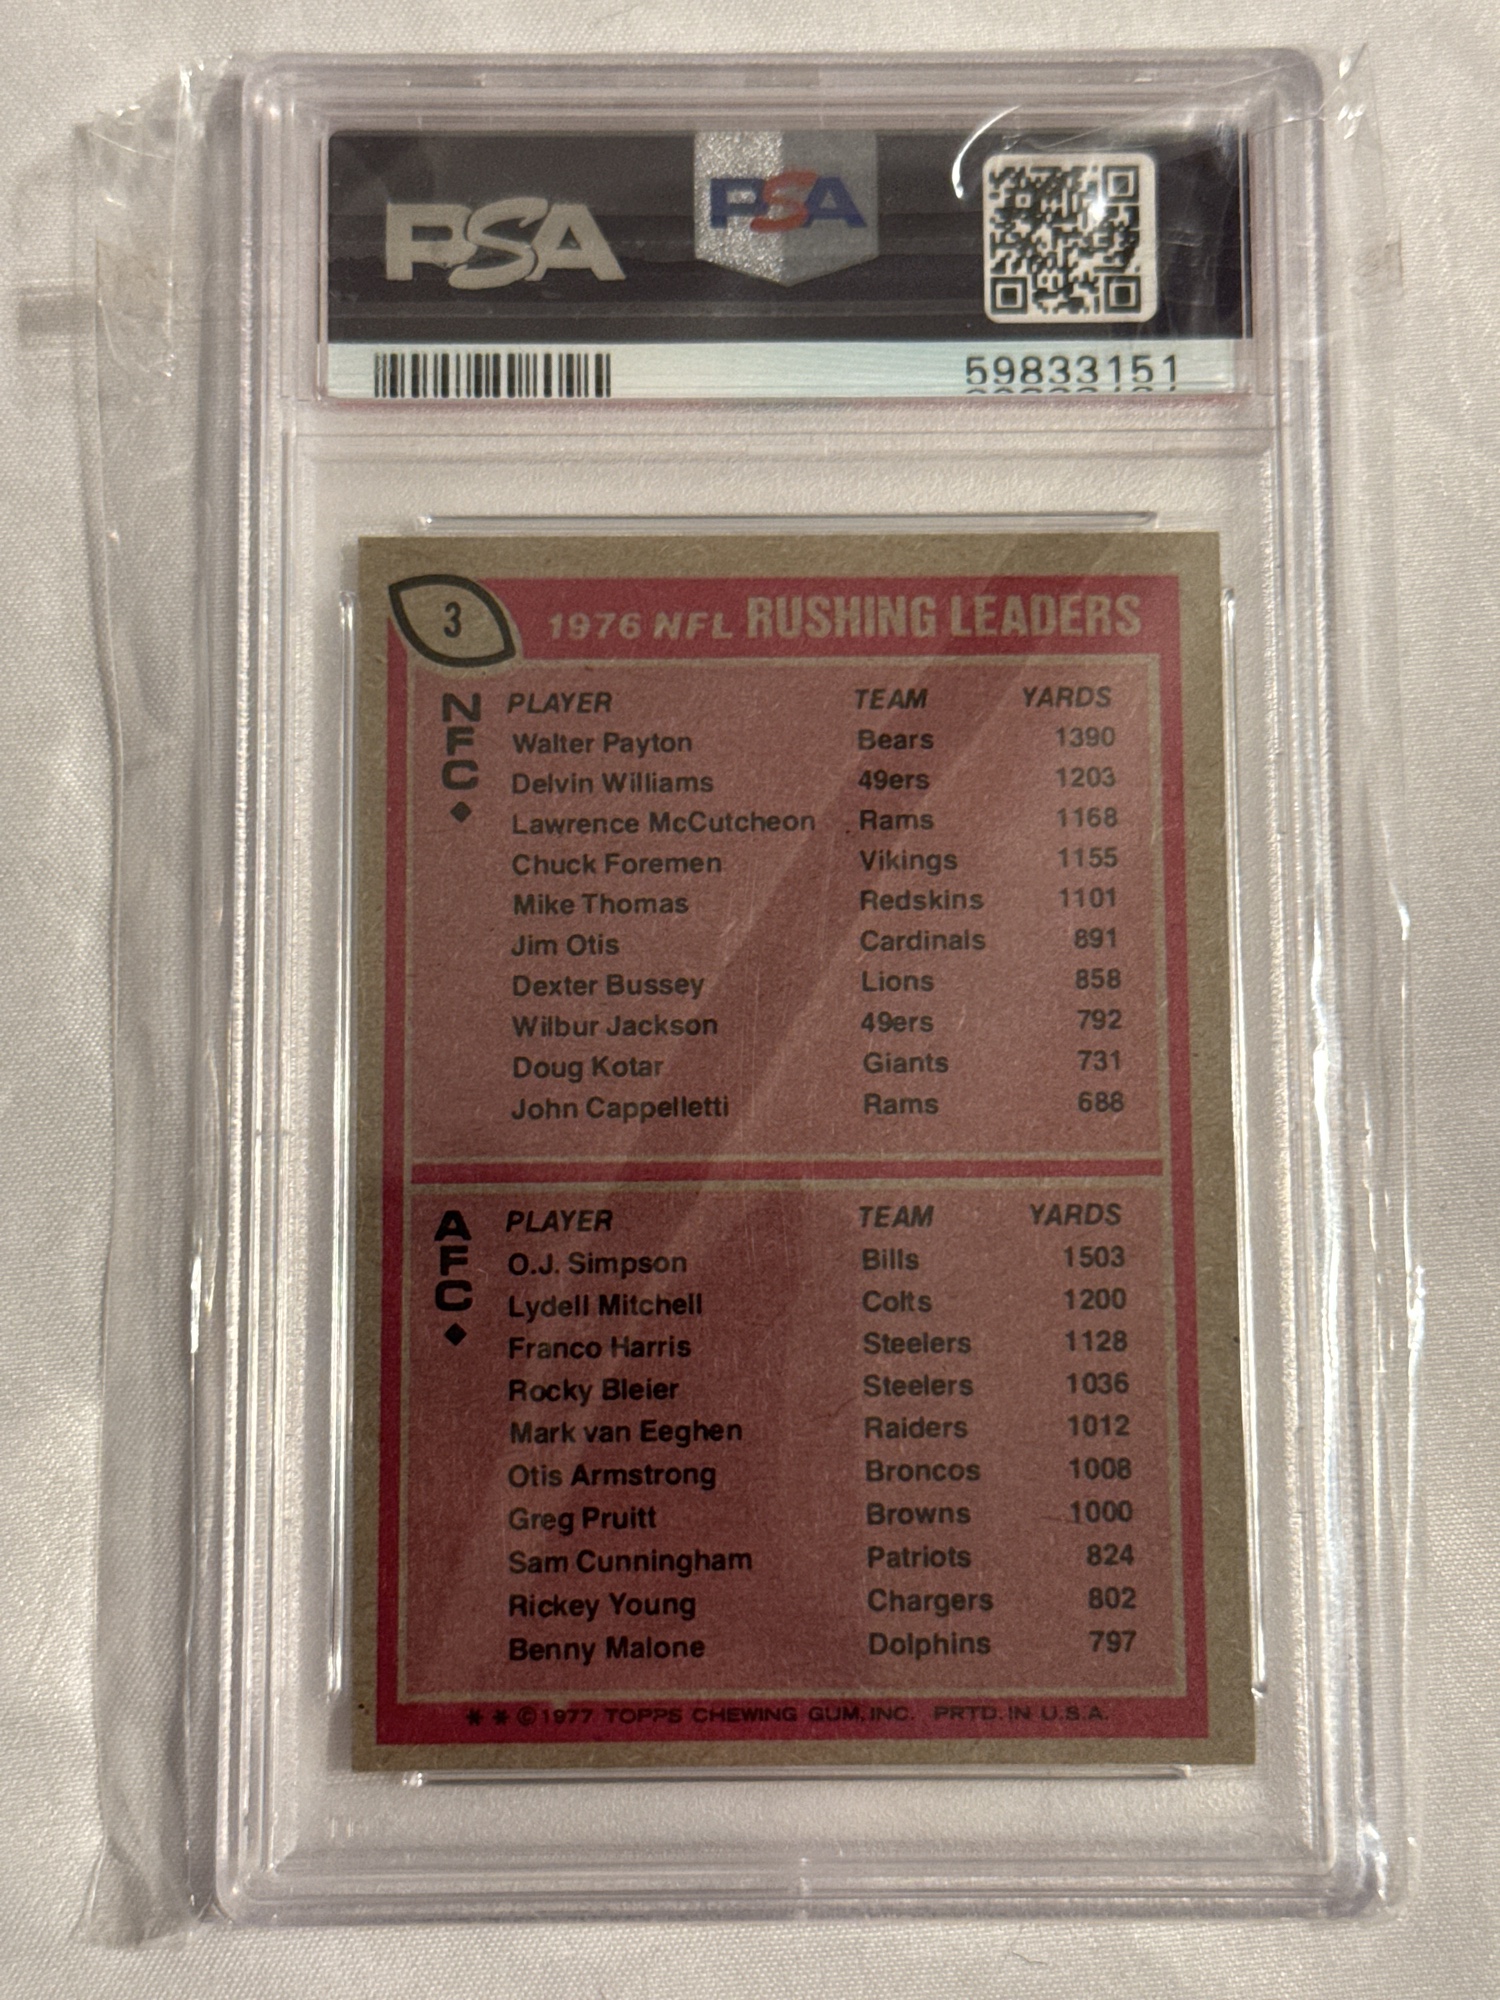 PSA
PSA
59833151
3
1976 NFL RUSHING LEADERS
NFC
PLAYER TEAM YARDS
Walter Payton Bears 1390
Delvin Williams 49ers 1203
Lawrence McCutcheon Rams 1168
Chuck Foremen Vikings 1155
Mike Thomas Redskins 1101
Jim Otis Cardinals 891
Dexter Bussey Lions 858
Wilbur Jackson 49ers 792
Doug Kotar Giants 731
John Cappelletti Rams 688
AFC
PLAYER TEAM YARDS
O.J. Simpson Bills 1503
Lydell Mitchell Colts 1200
Franco Harris Steelers 1128
Rocky Bleier Steelers 1036
Mark van Eeghen Raiders 1012
Otis Armstrong Broncos 1008
Greg Pruitt Browns 1000
Sam Cunningham Patriots 824
Rickey Young Chargers 802
Benny Malone Dolphins 797
* * © 1977 TOPPS CHEWING GUM, INC. PRTD. IN U.S.A.